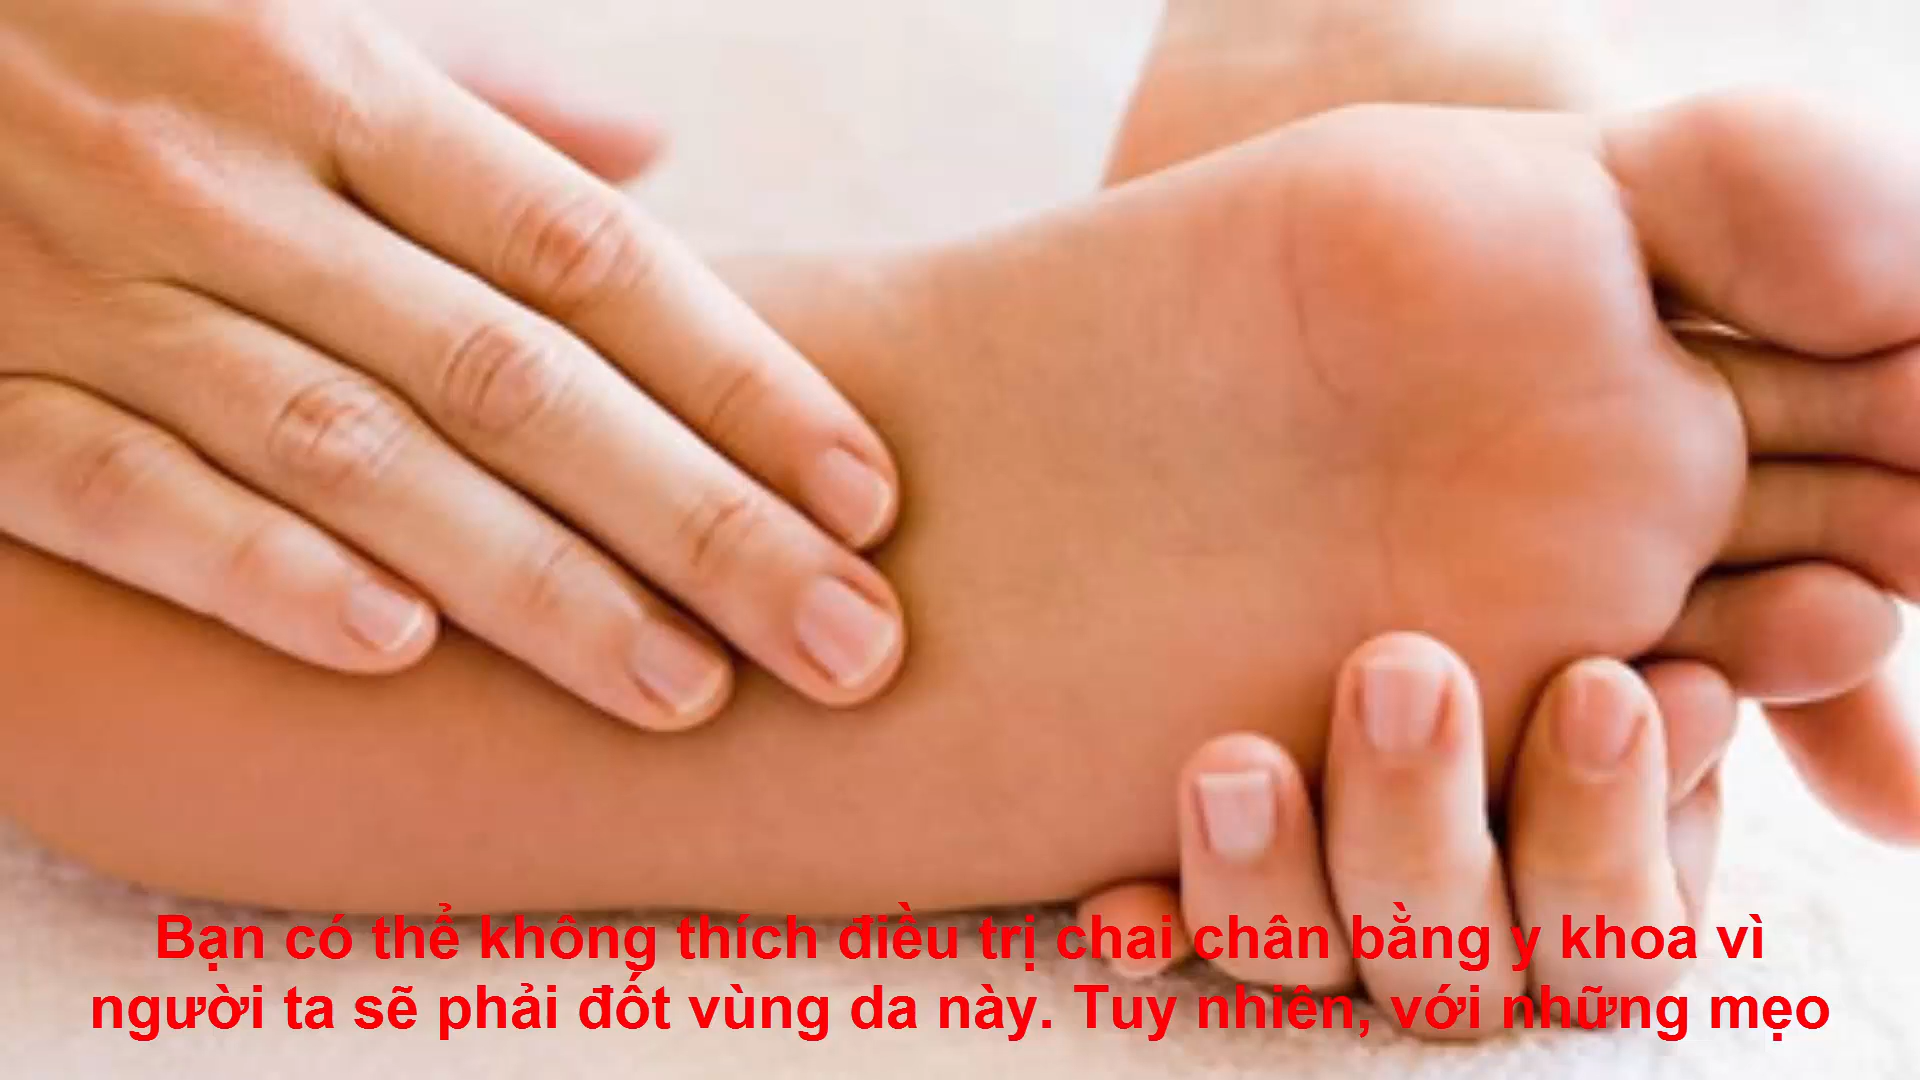 Bạn có thể không thích điều trị chai chân bằng y khoa vì
người ta sẽ phải đốt vùng da này. Tuy nhiên, với những mẹo